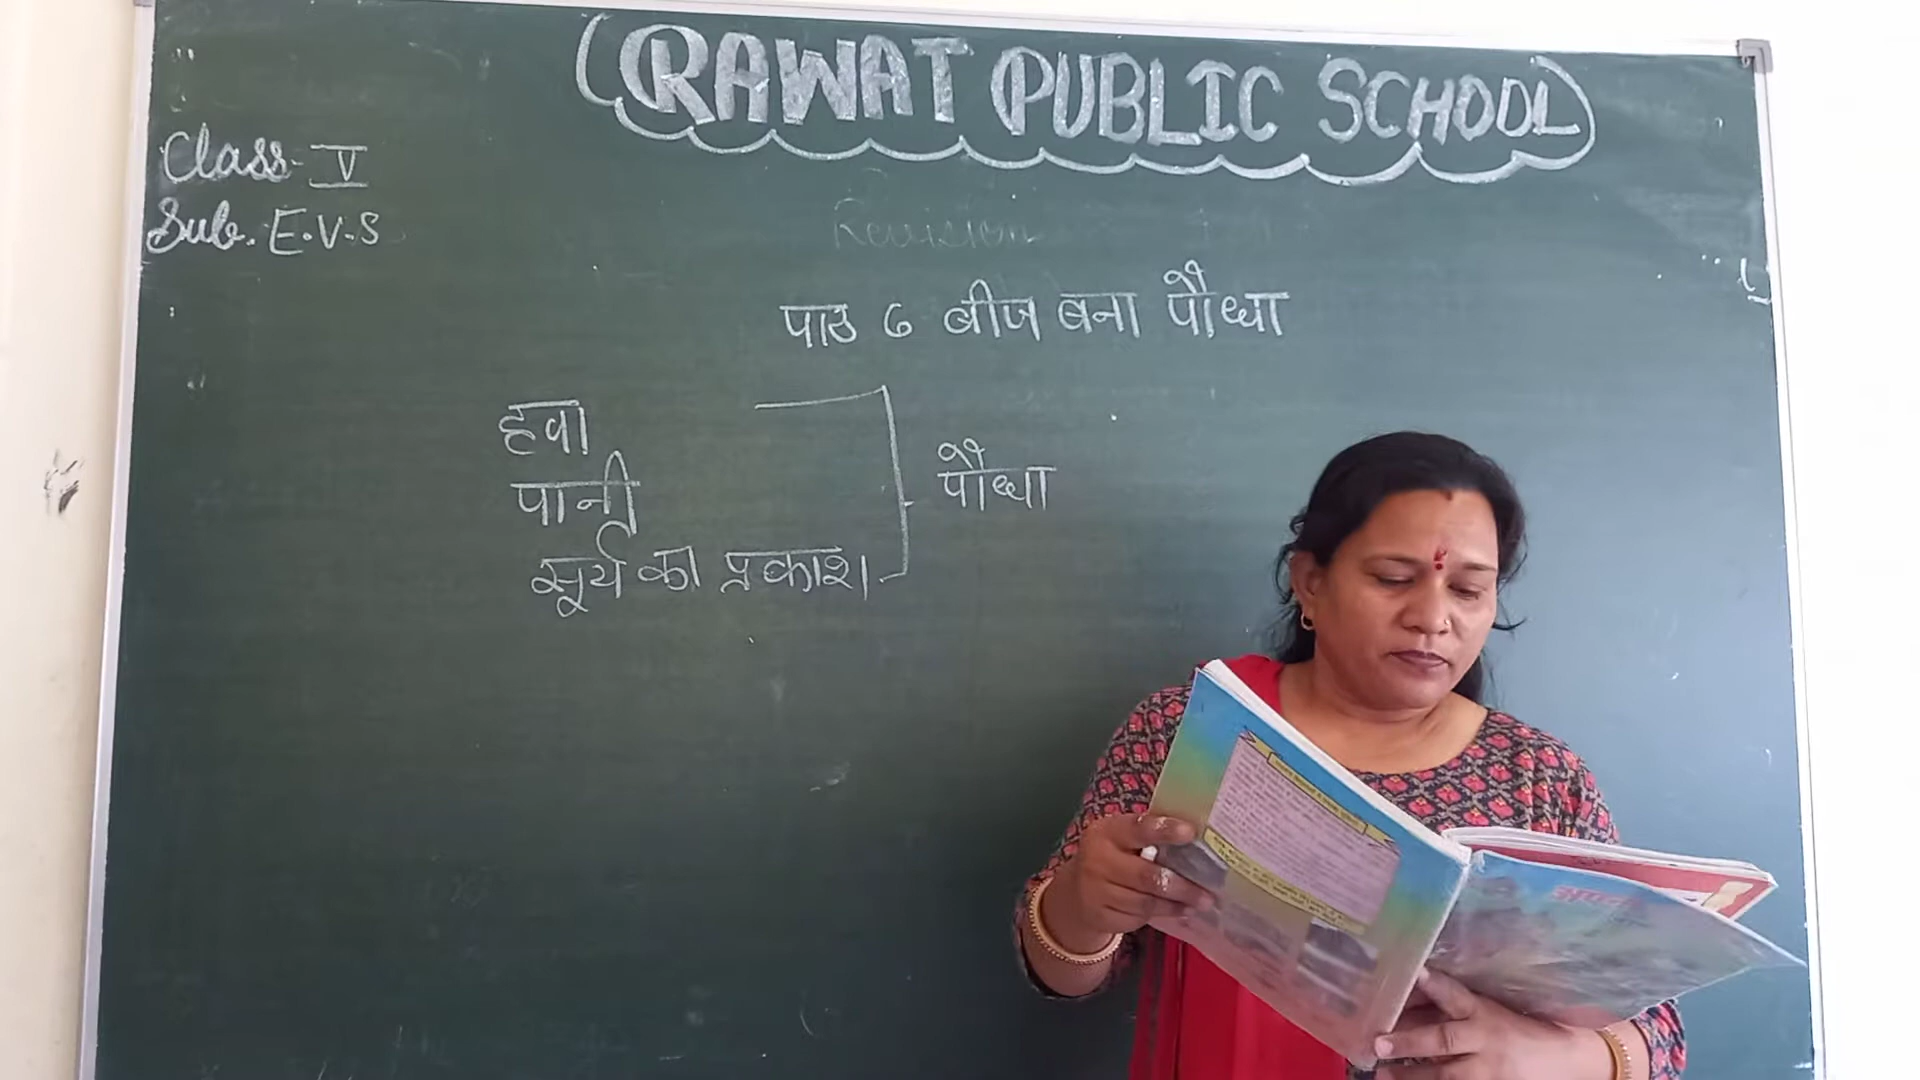 RAWAT PUBLIC SCHOOL
Class- V
Sub. E.V.S
Revision
पाठ 6 बीज बना पौधा
हवा
पानी
सूर्य का प्रकाश।
पौधा